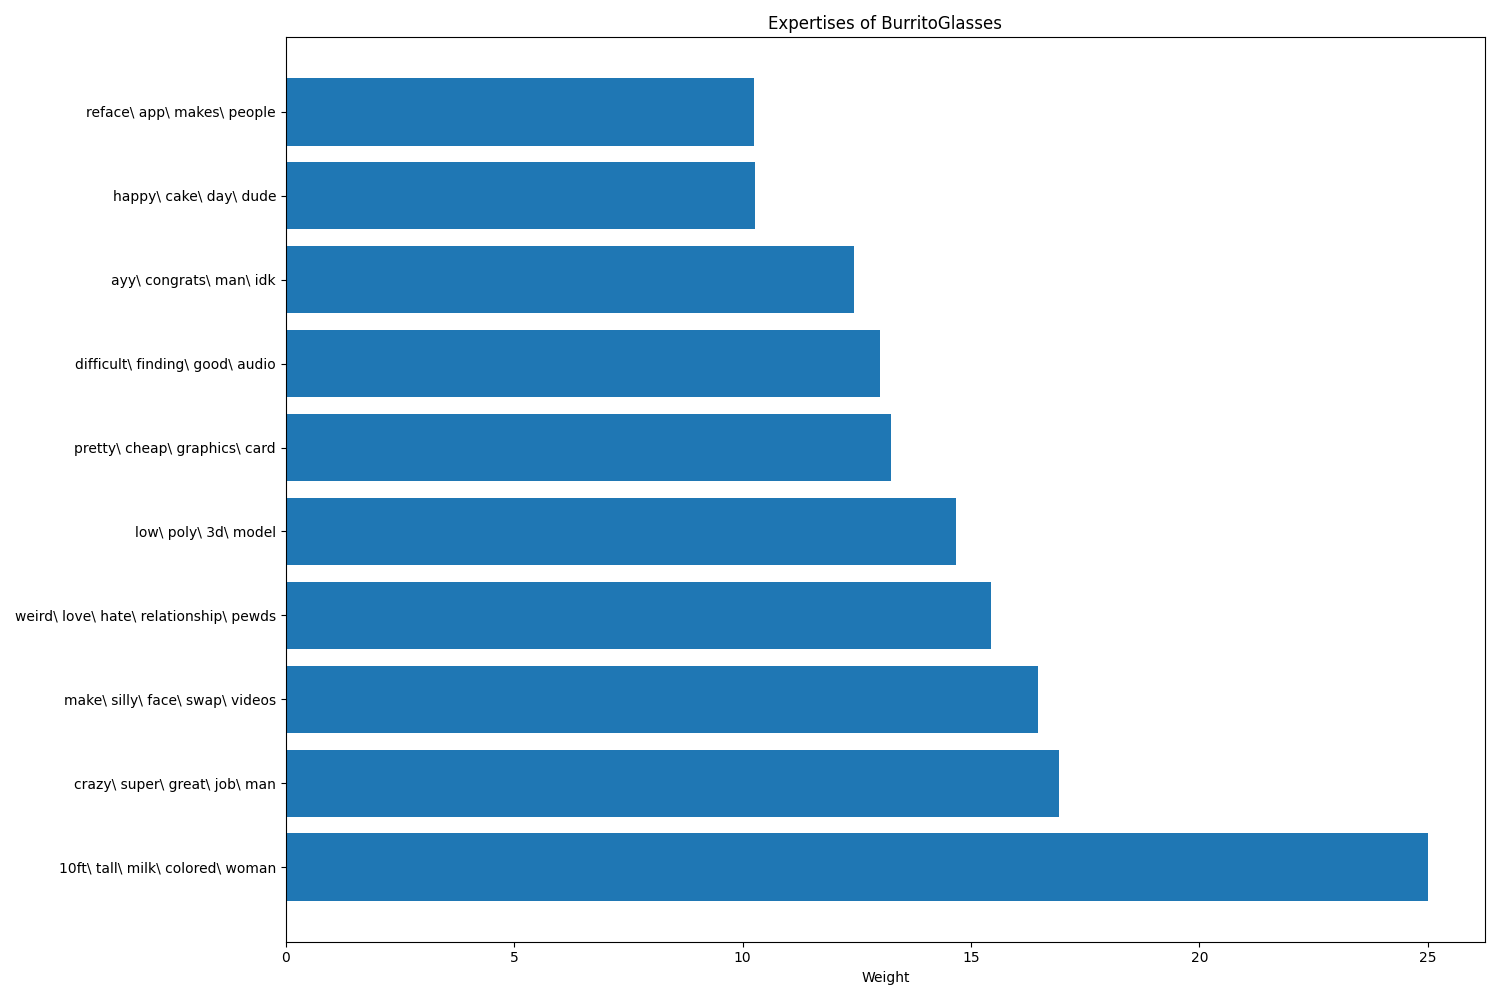 Expertises of BurritoGlasses
reface\ app\ makes\ people
happy\ cake\ day\ dude
ayy\ congrats\ man\ idk
difficult\ finding\ good\ audio
pretty\ cheap\ graphics\ card
low\ poly\ 3d\ model
weird\ love\ hate\ relationship\ pewds
make\ silly\ face\ swap\ videos
crazy\ super\ great\ job\ man
10ft\ tall\ milk\ colored\ woman
0 5 10 15 20 25
Weight